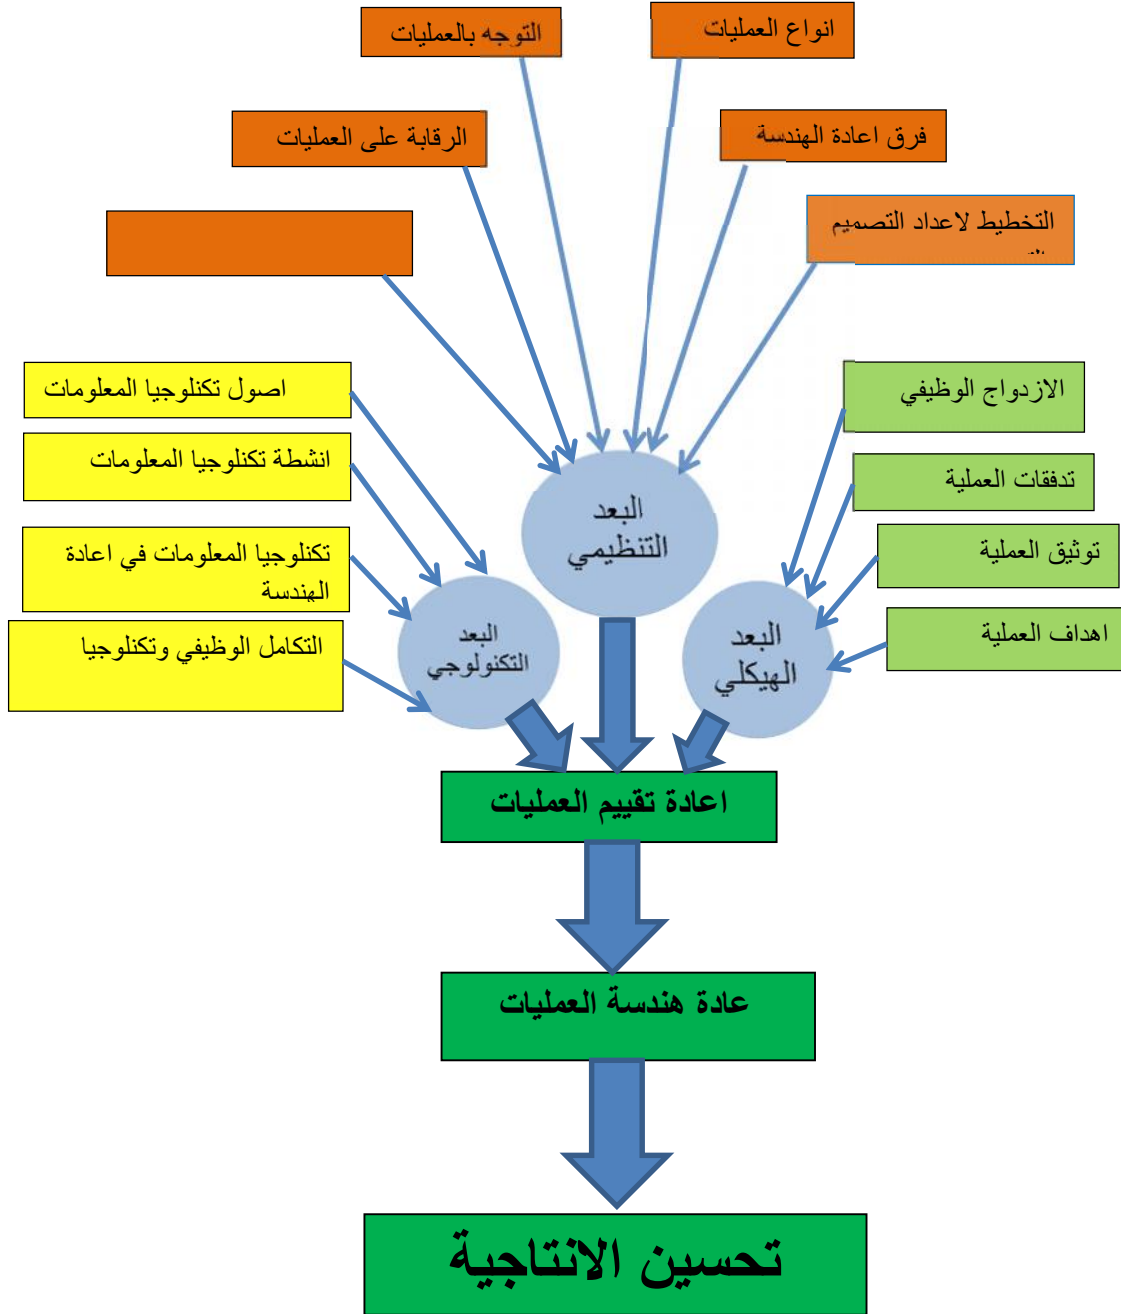 انواع العمليات
التوجه بالعمليات
فرق اعادة الهندسة
الرقابة على العمليات
التخطيط لاعداد التصميم
الازدواج الوظيفي
تدفقات العملية
توثيق العملية
اهداف العملية
اصول تكنلوجيا المعلومات
انشطة تكنلوجيا المعلومات
تكنلوجيا المعلومات في اعادة
الهندسة
التكامل الوظيفي وتكنلوجيا
البعد
التنظيمي
البعد
الهيكلي
البعد
التكنولوجي
اعادة تقييم العمليات
عادة هندسة العمليات
تحسين الانتاجية